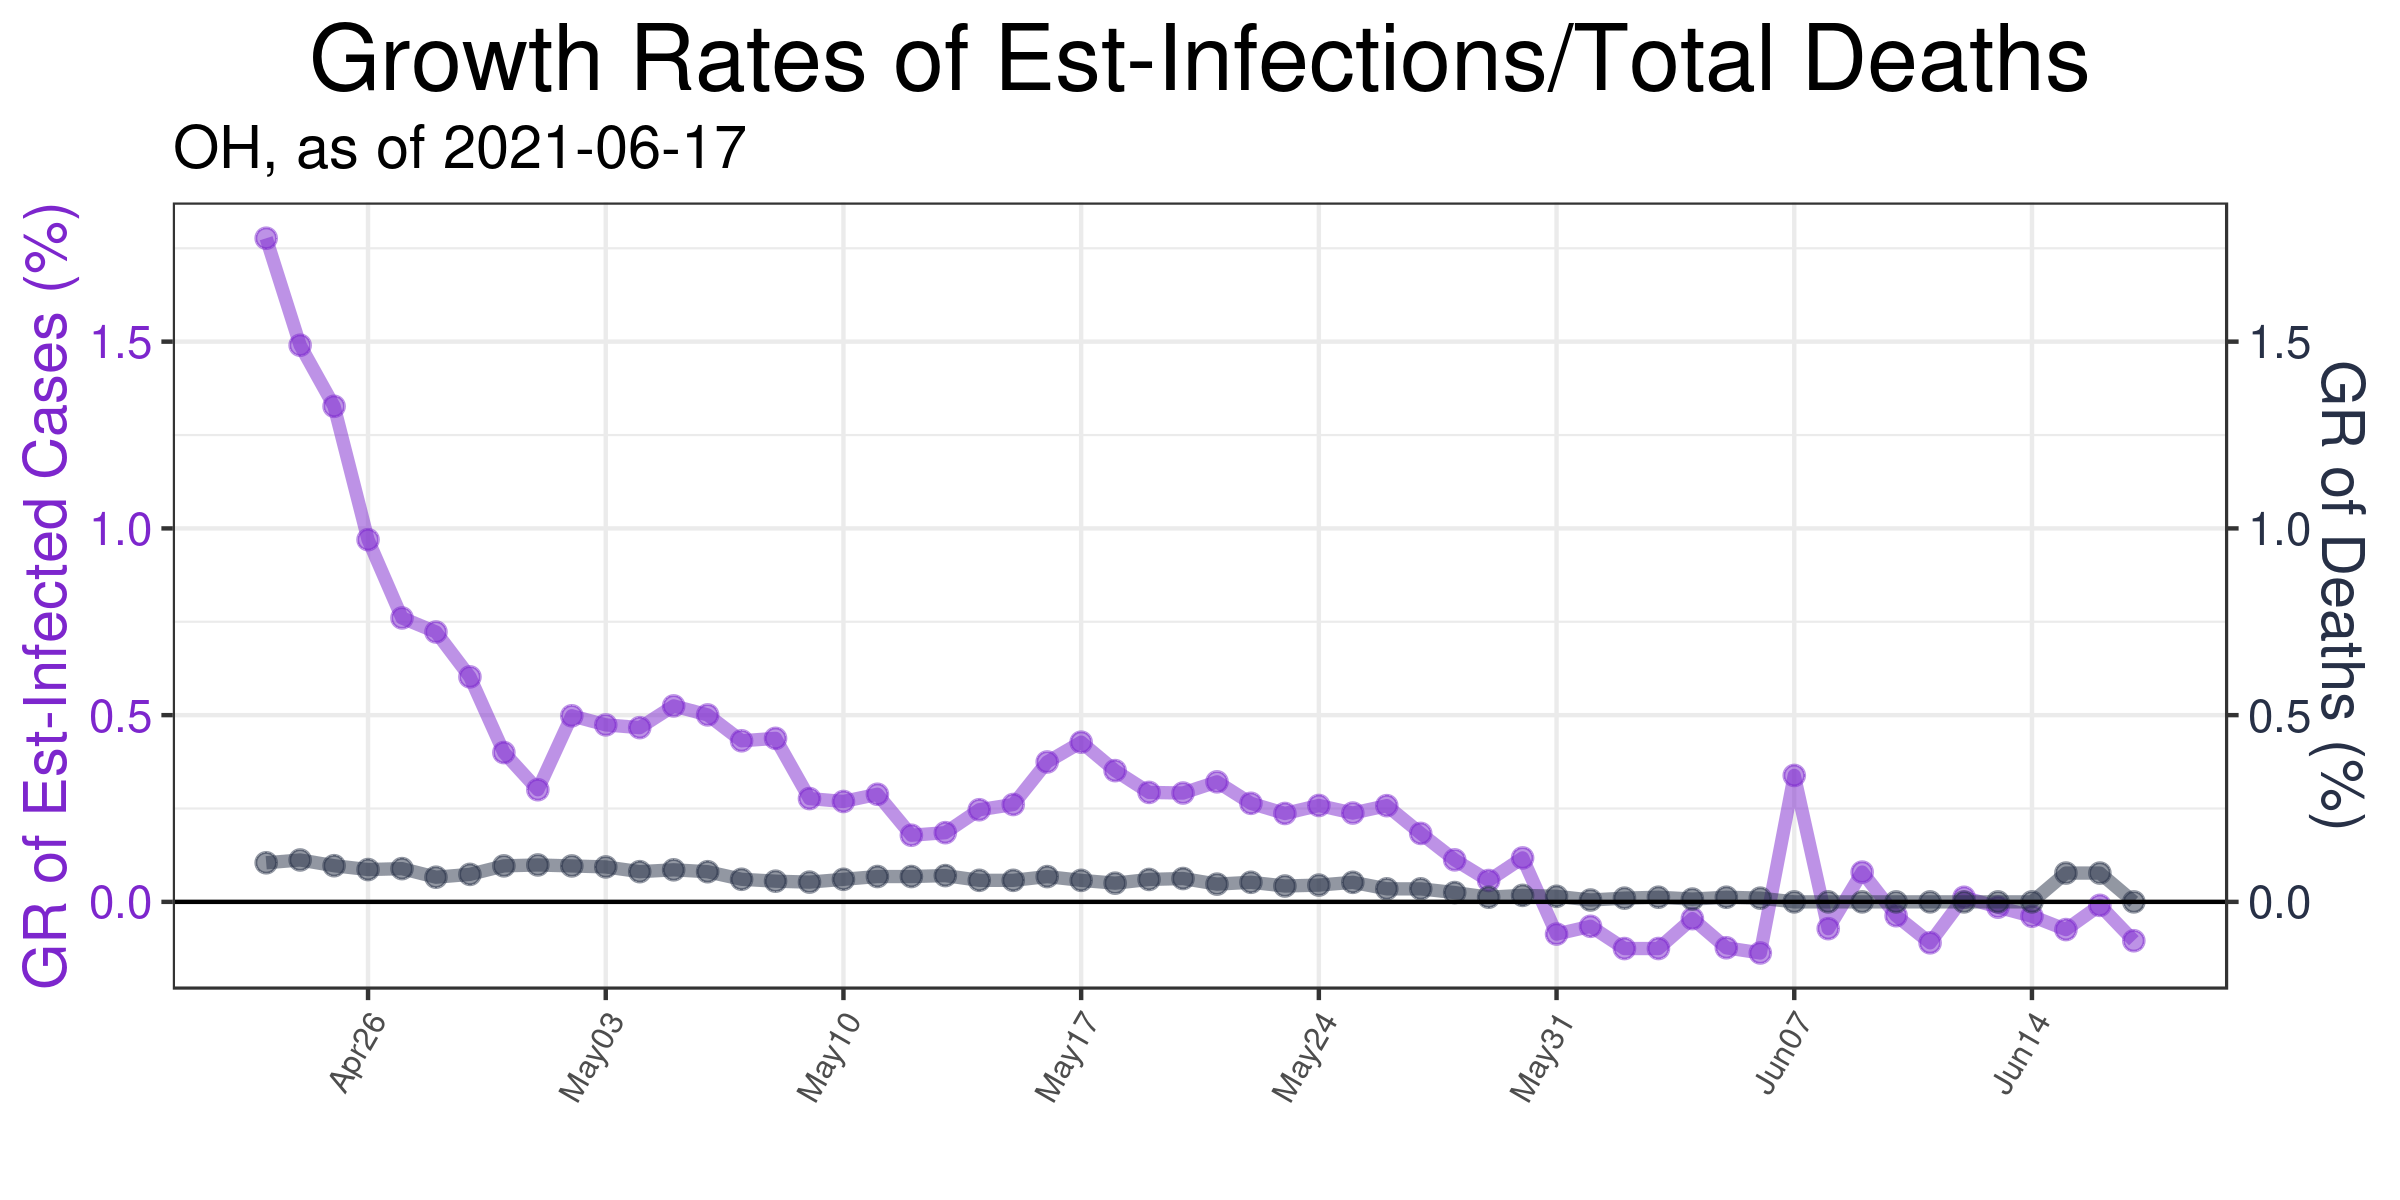 Growth Rates of Est-Infections/Total Deaths
OH, as of 2021-06-17
GR of Est-Infected Cases (%)
1.5
1.0
0.5
0.0
1.5
1.0
0.5
0.0
GR of Deaths (%)
Apr26
May03
May10
May17
May24
May31
Jun07
Jun14